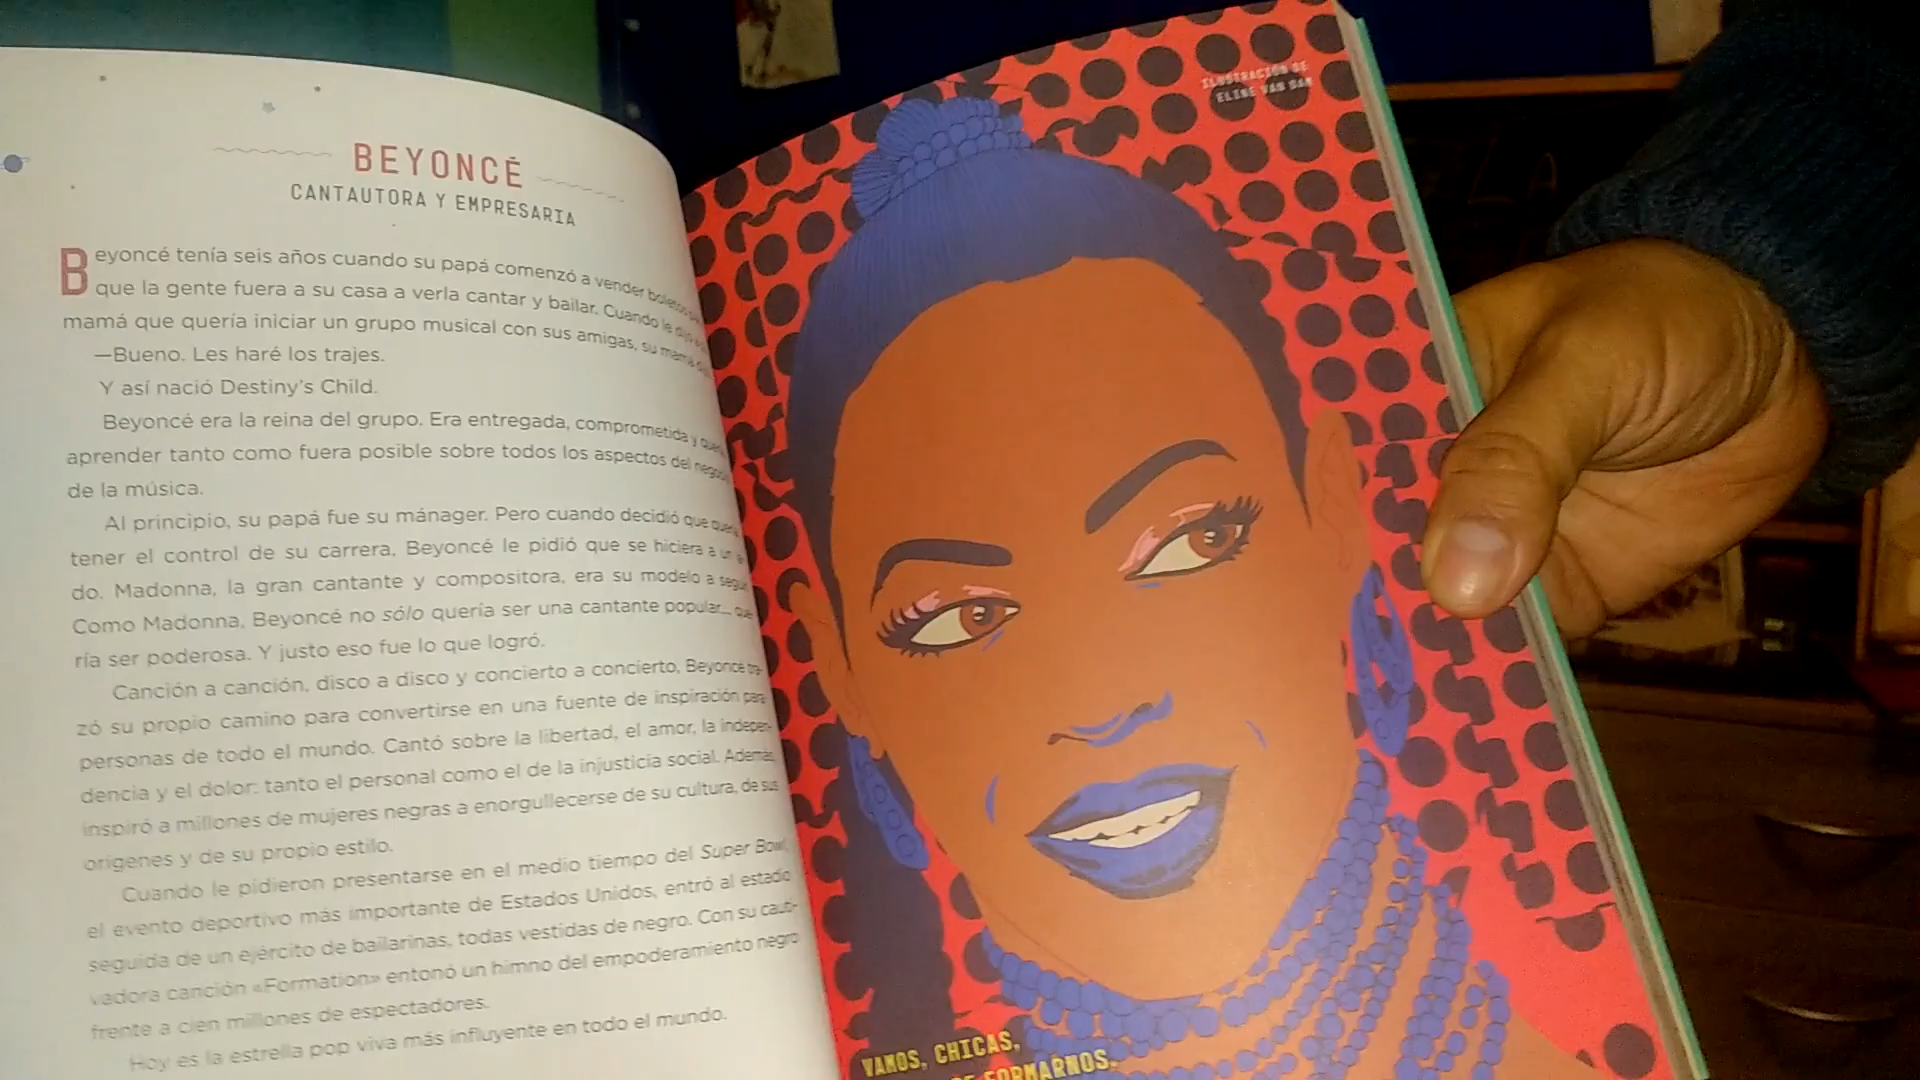 BEYONCÉ
CANTAUTORA Y EMPRESARIA
Beyoncé tenía seis años cuando su papá comenzó a vender boletos
que la gente fuera a su casa a verla cantar y bailar. Cuando le
mamá que quería iniciar un grupo musical con sus amigas, su mamá
—Bueno. Les haré los trajes.
Y así nació Destiny's Child.
Beyoncé era la reina del grupo. Era entregada, comprometida y
aprender tanto como fuera posible sobre todos los aspectos del
de la música.
Al principio, su papá fue su mánager. Pero cuando decidió que
tener el control de su carrera, Beyoncé le pidió que se hiciera a un
do. Madonna, la gran cantante y compositora, era su modelo a
Como Madonna, Beyoncé no sólo quería ser una cantante popular... que-
ría ser poderosa. Y justo eso fue lo que logró.
Canción a canción, disco a disco y concierto a concierto, Beyoncé tra-
zó su propio camino para convertirse en una fuente de inspiración para
personas de todo el mundo. Cantó sobre la libertad, el amor, la indepen-
dencia y el dolor: tanto el personal como el de la injusticia social. Además,
inspiró a millones de mujeres negras a enorgullecerse de su cultura, de sus
orígenes y de su propio estilo.
Cuando le pidieron presentarse en el medio tiempo del Super Bowl,
el evento deportivo más importante de Estados Unidos, entró al estadio
seguida de un ejército de bailarinas, todas vestidas de negro. Con su cauti-
vadora canción «Formation» entonó un himno del empoderamiento negro
frente a cien millones de espectadores.
Hoy es la estrella pop viva más influyente en todo el mundo.
ILUSTRACIÓN DE
ELINE VAN DAM
VAMOS, CHICAS,
DE FORMARNOS.